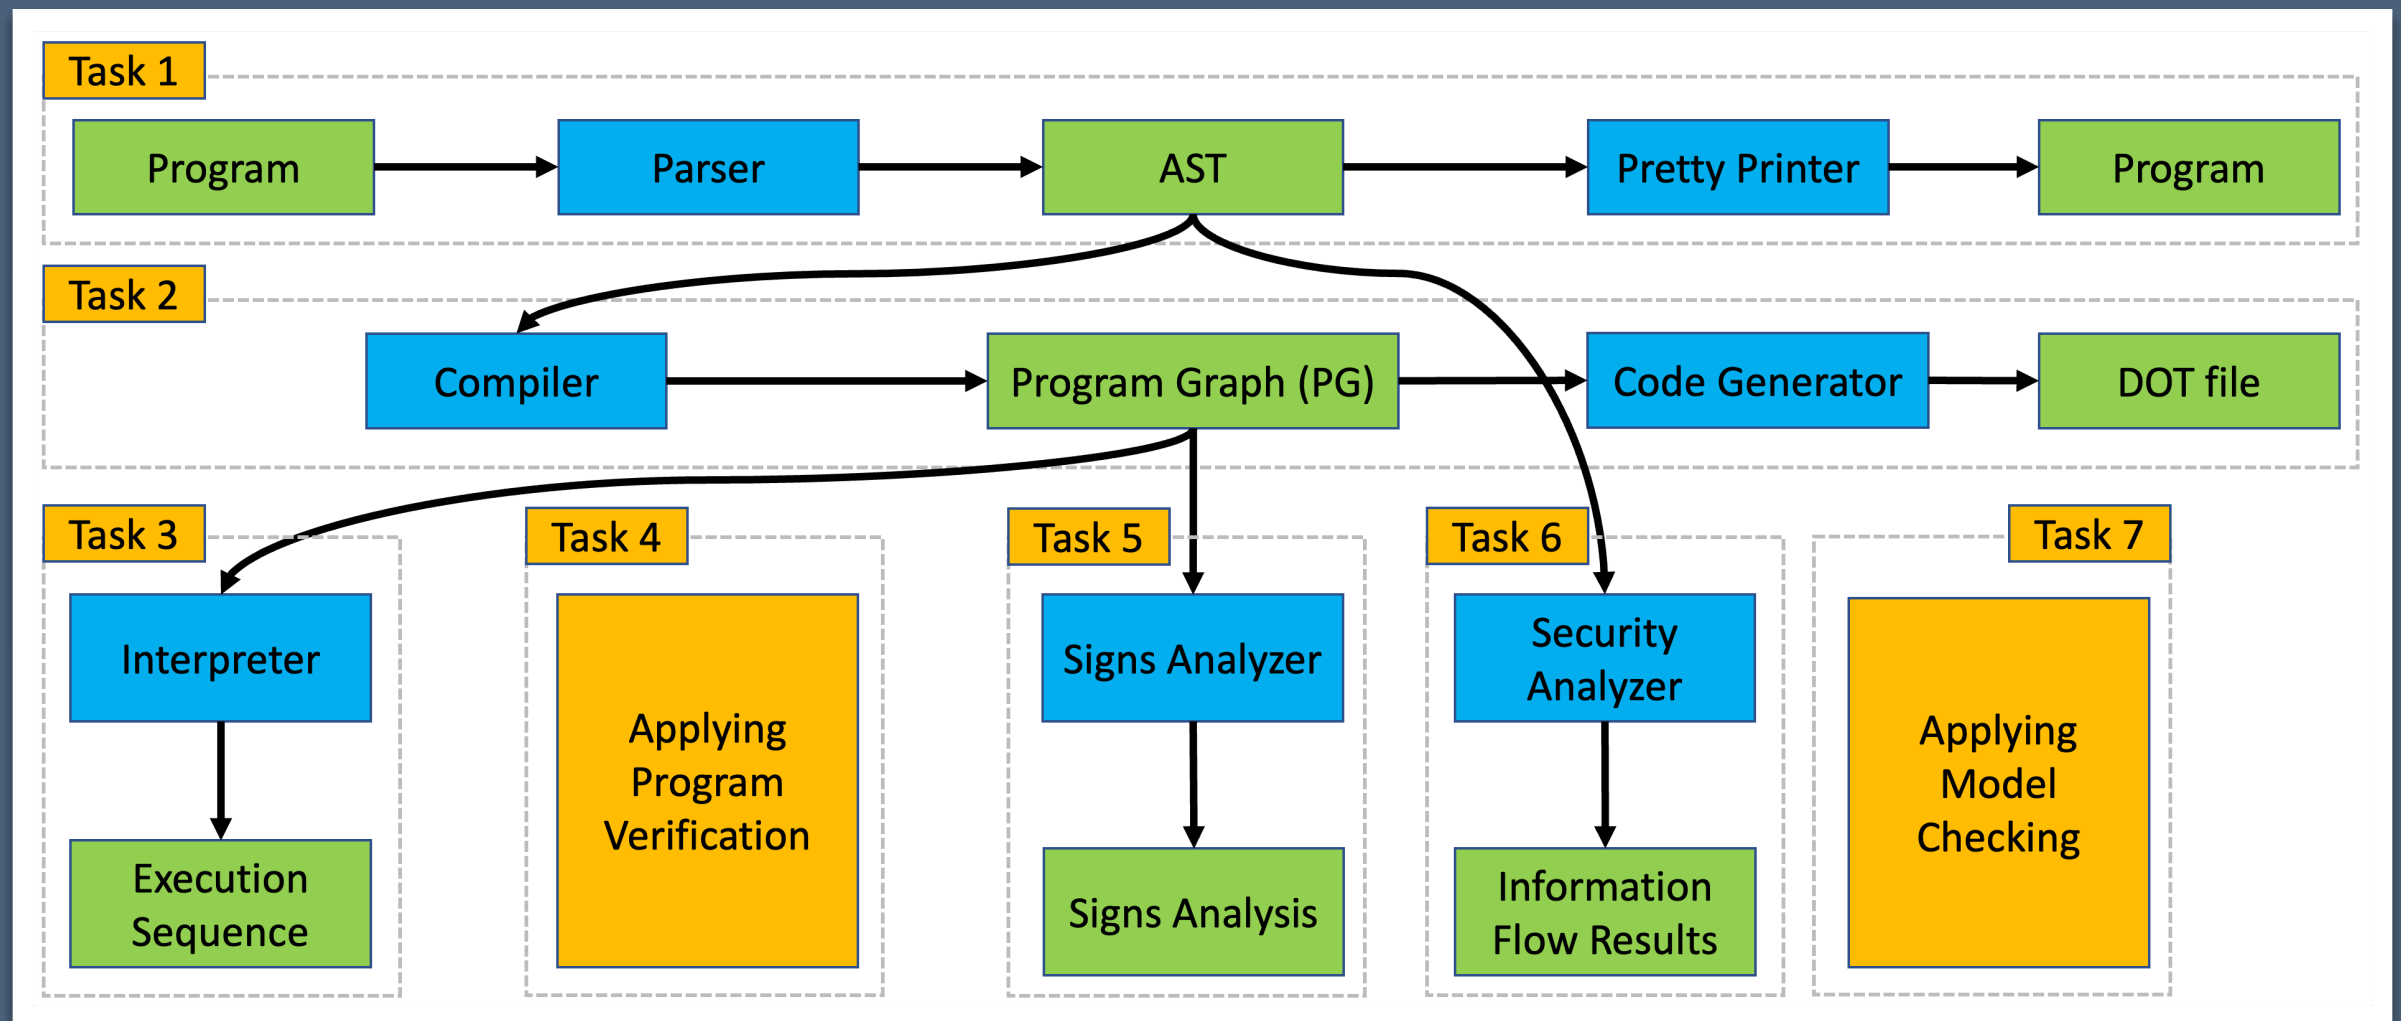 Task 1
Program
Parser
AST
Pretty Printer
Program
Task 2
Compiler
Program Graph (PG)
Code Generator
DOT file
Task 3
Interpreter
Execution
Sequence
Task 4
Applying
Program
Verification
Task 5
Signs Analyzer
Signs Analysis
Task 6
Security
Analyzer
Information
Flow Results
Task 7
Applying
Model
Checking